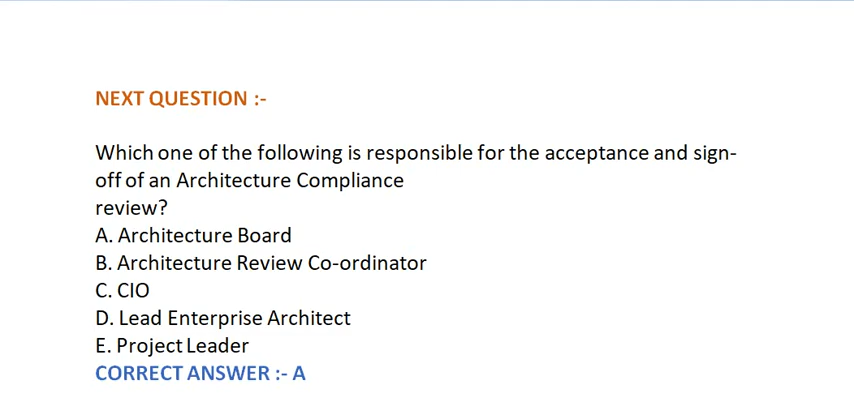 NEXT QUESTION :-
Which one of the following is responsible for the acceptance and sign-
off of an Architecture Compliance
review?
A. Architecture Board
B. Architecture Review Co-ordinator
C. CIO
D. Lead Enterprise Architect
E. Project Leader
CORRECT ANSWER :- A